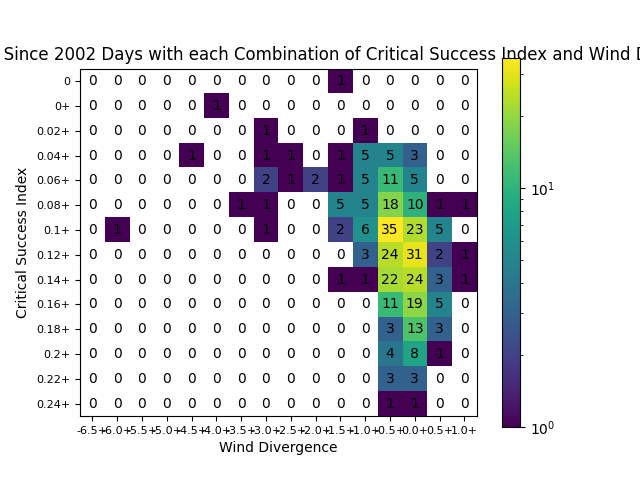 Since 2002 Days with each Combination of Critical Success Index and Wind D
0 0 0 0 0 0 0 0 0 0 0 1 0 0 0 0 0
0+ 0 0 0 0 0 1 0 0 0 0 0 0 0 0 0 0
0.02+ 0 0 0 0 0 0 0 1 0 0 0 1 0 0 0 0
0.04+ 0 0 0 0 1 0 0 1 1 0 1 5 5 3 0 0
0.06+ 0 0 0 0 0 0 0 2 1 2 1 5 11 5 0 0
0.08+ 0 0 0 0 0 0 1 1 0 0 5 5 18 10 1 1
0.1+ 0 1 0 0 0 0 0 1 0 0 2 6 35 23 5 0
0.12+ 0 0 0 0 0 0 0 0 0 0 0 3 24 31 2 1
0.14+ 0 0 0 0 0 0 0 0 0 0 1 1 22 24 3 1
0.16+ 0 0 0 0 0 0 0 0 0 0 0 0 11 19 5 0
0.18+ 0 0 0 0 0 0 0 0 0 0 0 0 3 13 3 0
0.2+ 0 0 0 0 0 0 0 0 0 0 0 0 4 8 1 0
0.22+ 0 0 0 0 0 0 0 0 0 0 0 0 3 3 0 0
0.24+ 0 0 0 0 0 0 0 0 0 0 0 0 1 1 0 0
-6.5+ -6.0+ -5.5+ -5.0+ -4.5+ -4.0+ -3.5+ -3.0+ -2.5+ -2.0+ -1.5+ -1.0+ -0.5+ 0.0+ 0.5+ 1.0+
Wind Divergence
Critical Success Index
10¹
10⁰